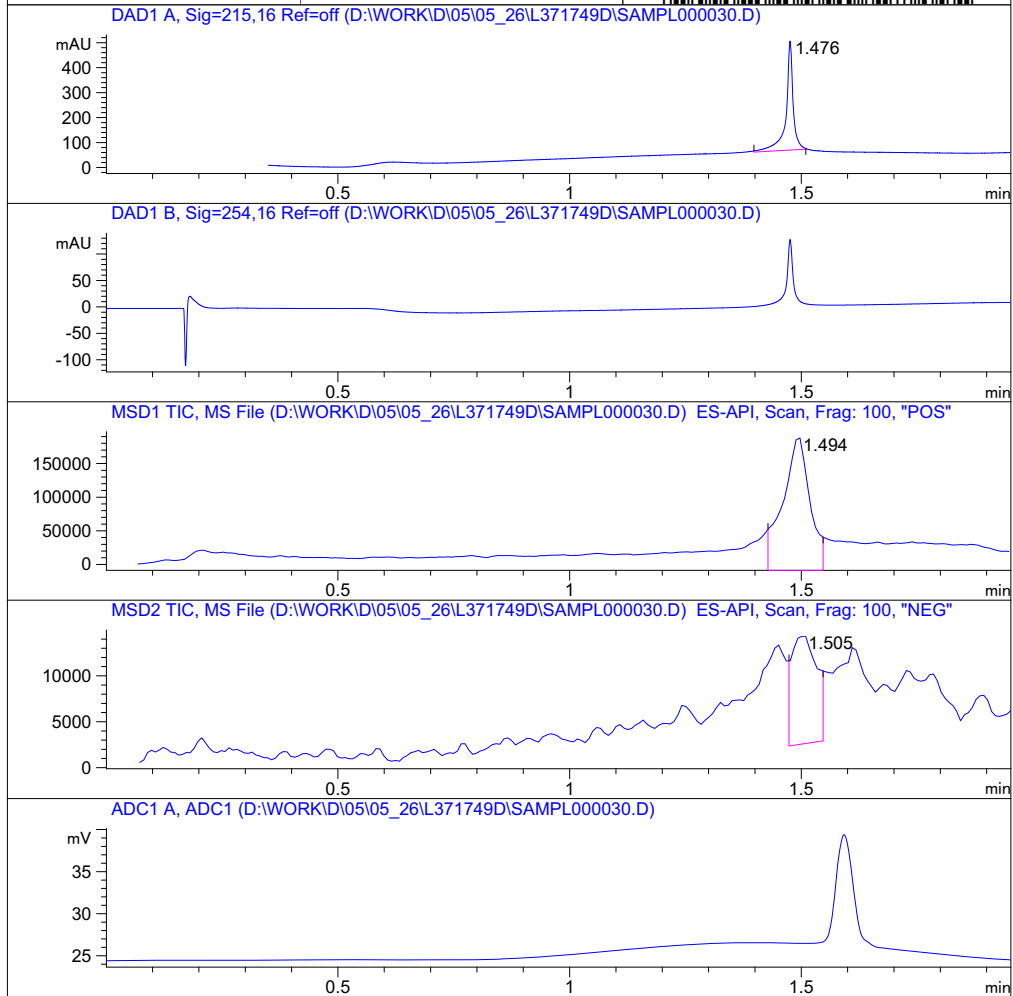 DAD1 A, Sig=215,16 Ref=off (D:\WORK\D\05\05_26\L371749D\SAMPL000030.D)
mAU
400
300
200
100
0
1.476
0.5 1 1.5 min
DAD1 B, Sig=254,16 Ref=off (D:\WORK\D\05\05_26\L371749D\SAMPL000030.D)
mAU
50
0
-50
-100
0.5 1 1.5 min
MSD1 TIC, MS File (D:\WORK\D\05\05_26\L371749D\SAMPL000030.D) ES-API, Scan, Frag: 100, "POS"
150000
100000
50000
0
1.494
0.5 1 1.5 min
MSD2 TIC, MS File (D:\WORK\D\05\05_26\L371749D\SAMPL000030.D) ES-API, Scan, Frag: 100, "NEG"
10000
5000
0
1.505
0.5 1 1.5 min
ADC1 A, ADC1 (D:\WORK\D\05\05_26\L371749D\SAMPL000030.D)
mV
35
30
25
0.5 1 1.5 min